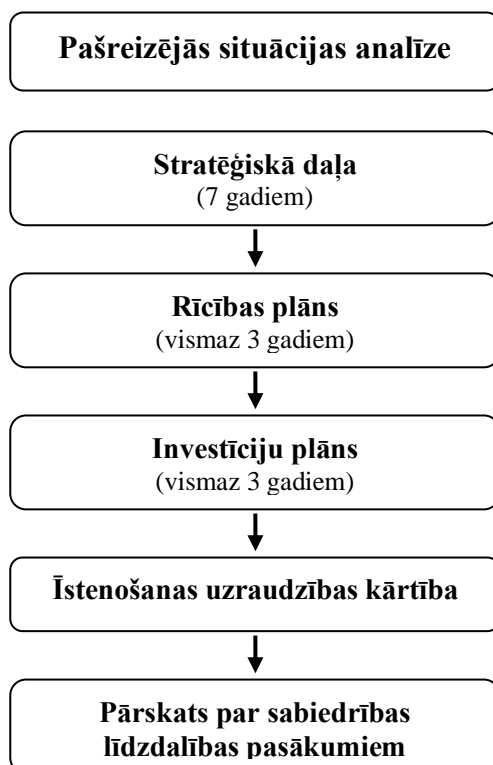 Pašreizējās situācijas analīze
Stratēģiskā daļa
(7 gadiem)
Rīcības plāns
(vismaz 3 gadiem)
Investīciju plāns
(vismaz 3 gadiem)
Īstenošanas uzraudzības kārtība
Pārskats par sabiedrības
līdzdalības pasākumiem